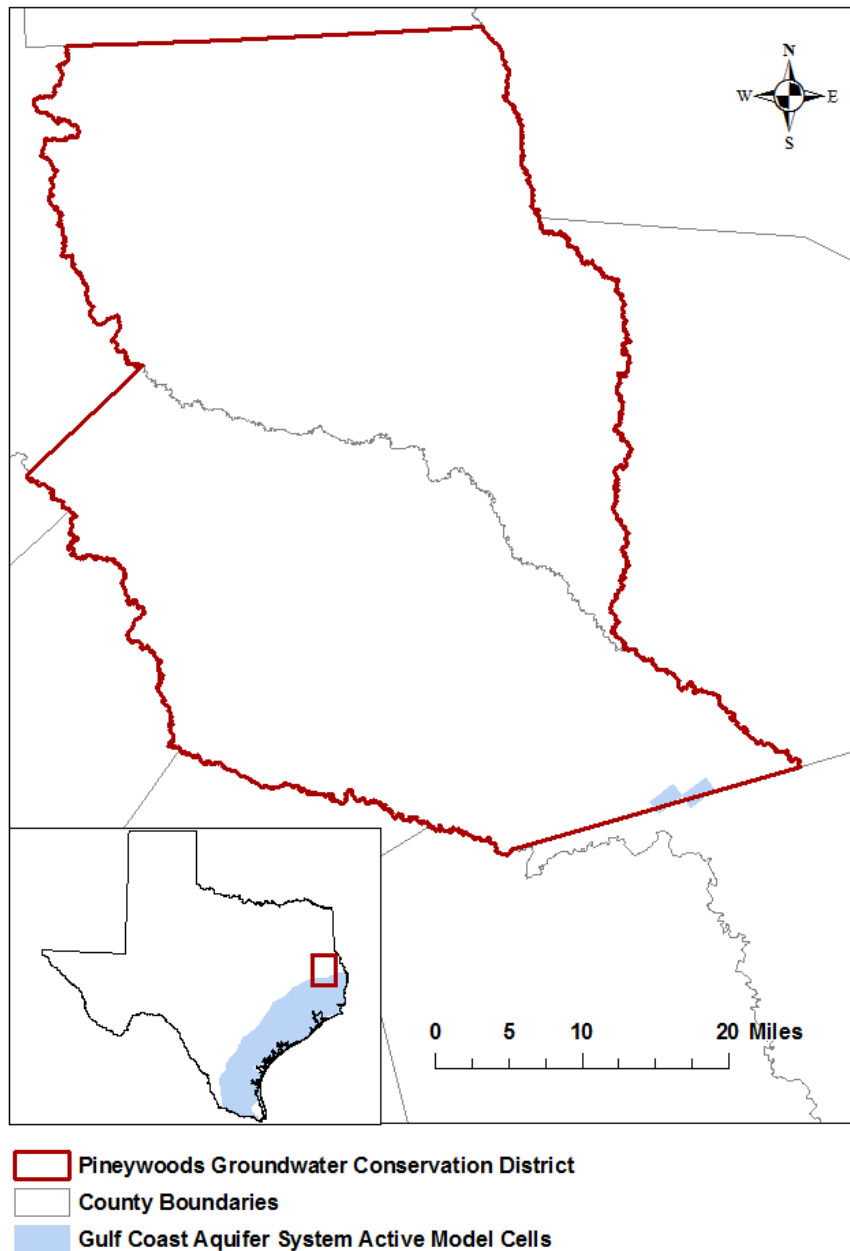 N
W E
S
0 5 10 20 Miles
Pineywoods Groundwater Conservation District
County Boundaries
Gulf Coast Aquifer System Active Model Cells